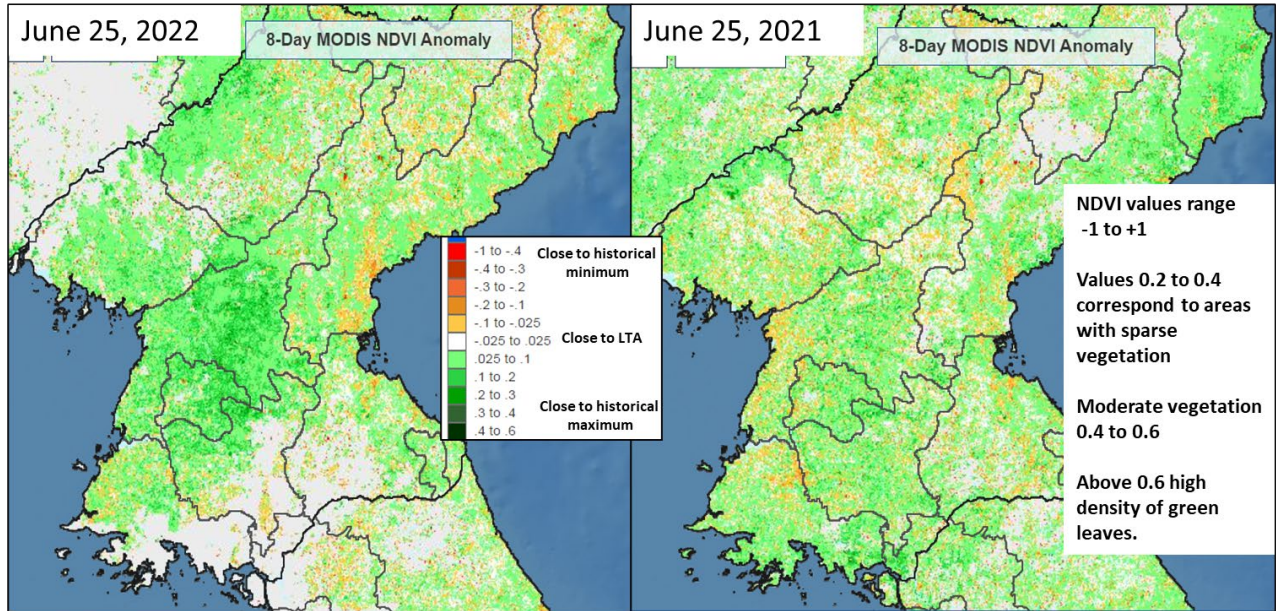 June 25, 2022
8-Day MODIS NDVI Anomaly
June 25, 2021
8-Day MODIS NDVI Anomaly
-1 to -.4
-.4 to -.3
-.3 to -.2
-.2 to -.1
-.1 to -.025
-.025 to .025
.025 to .1
.1 to .2
.2 to .3
.3 to .4
.4 to .6
Close to historical
minimum
Close to LTA
Close to historical
maximum
NDVI values range
-1 to +1
Values 0.2 to 0.4
correspond to areas
with sparse
vegetation
Moderate vegetation
0.4 to 0.6
Above 0.6 high
density of green
leaves.